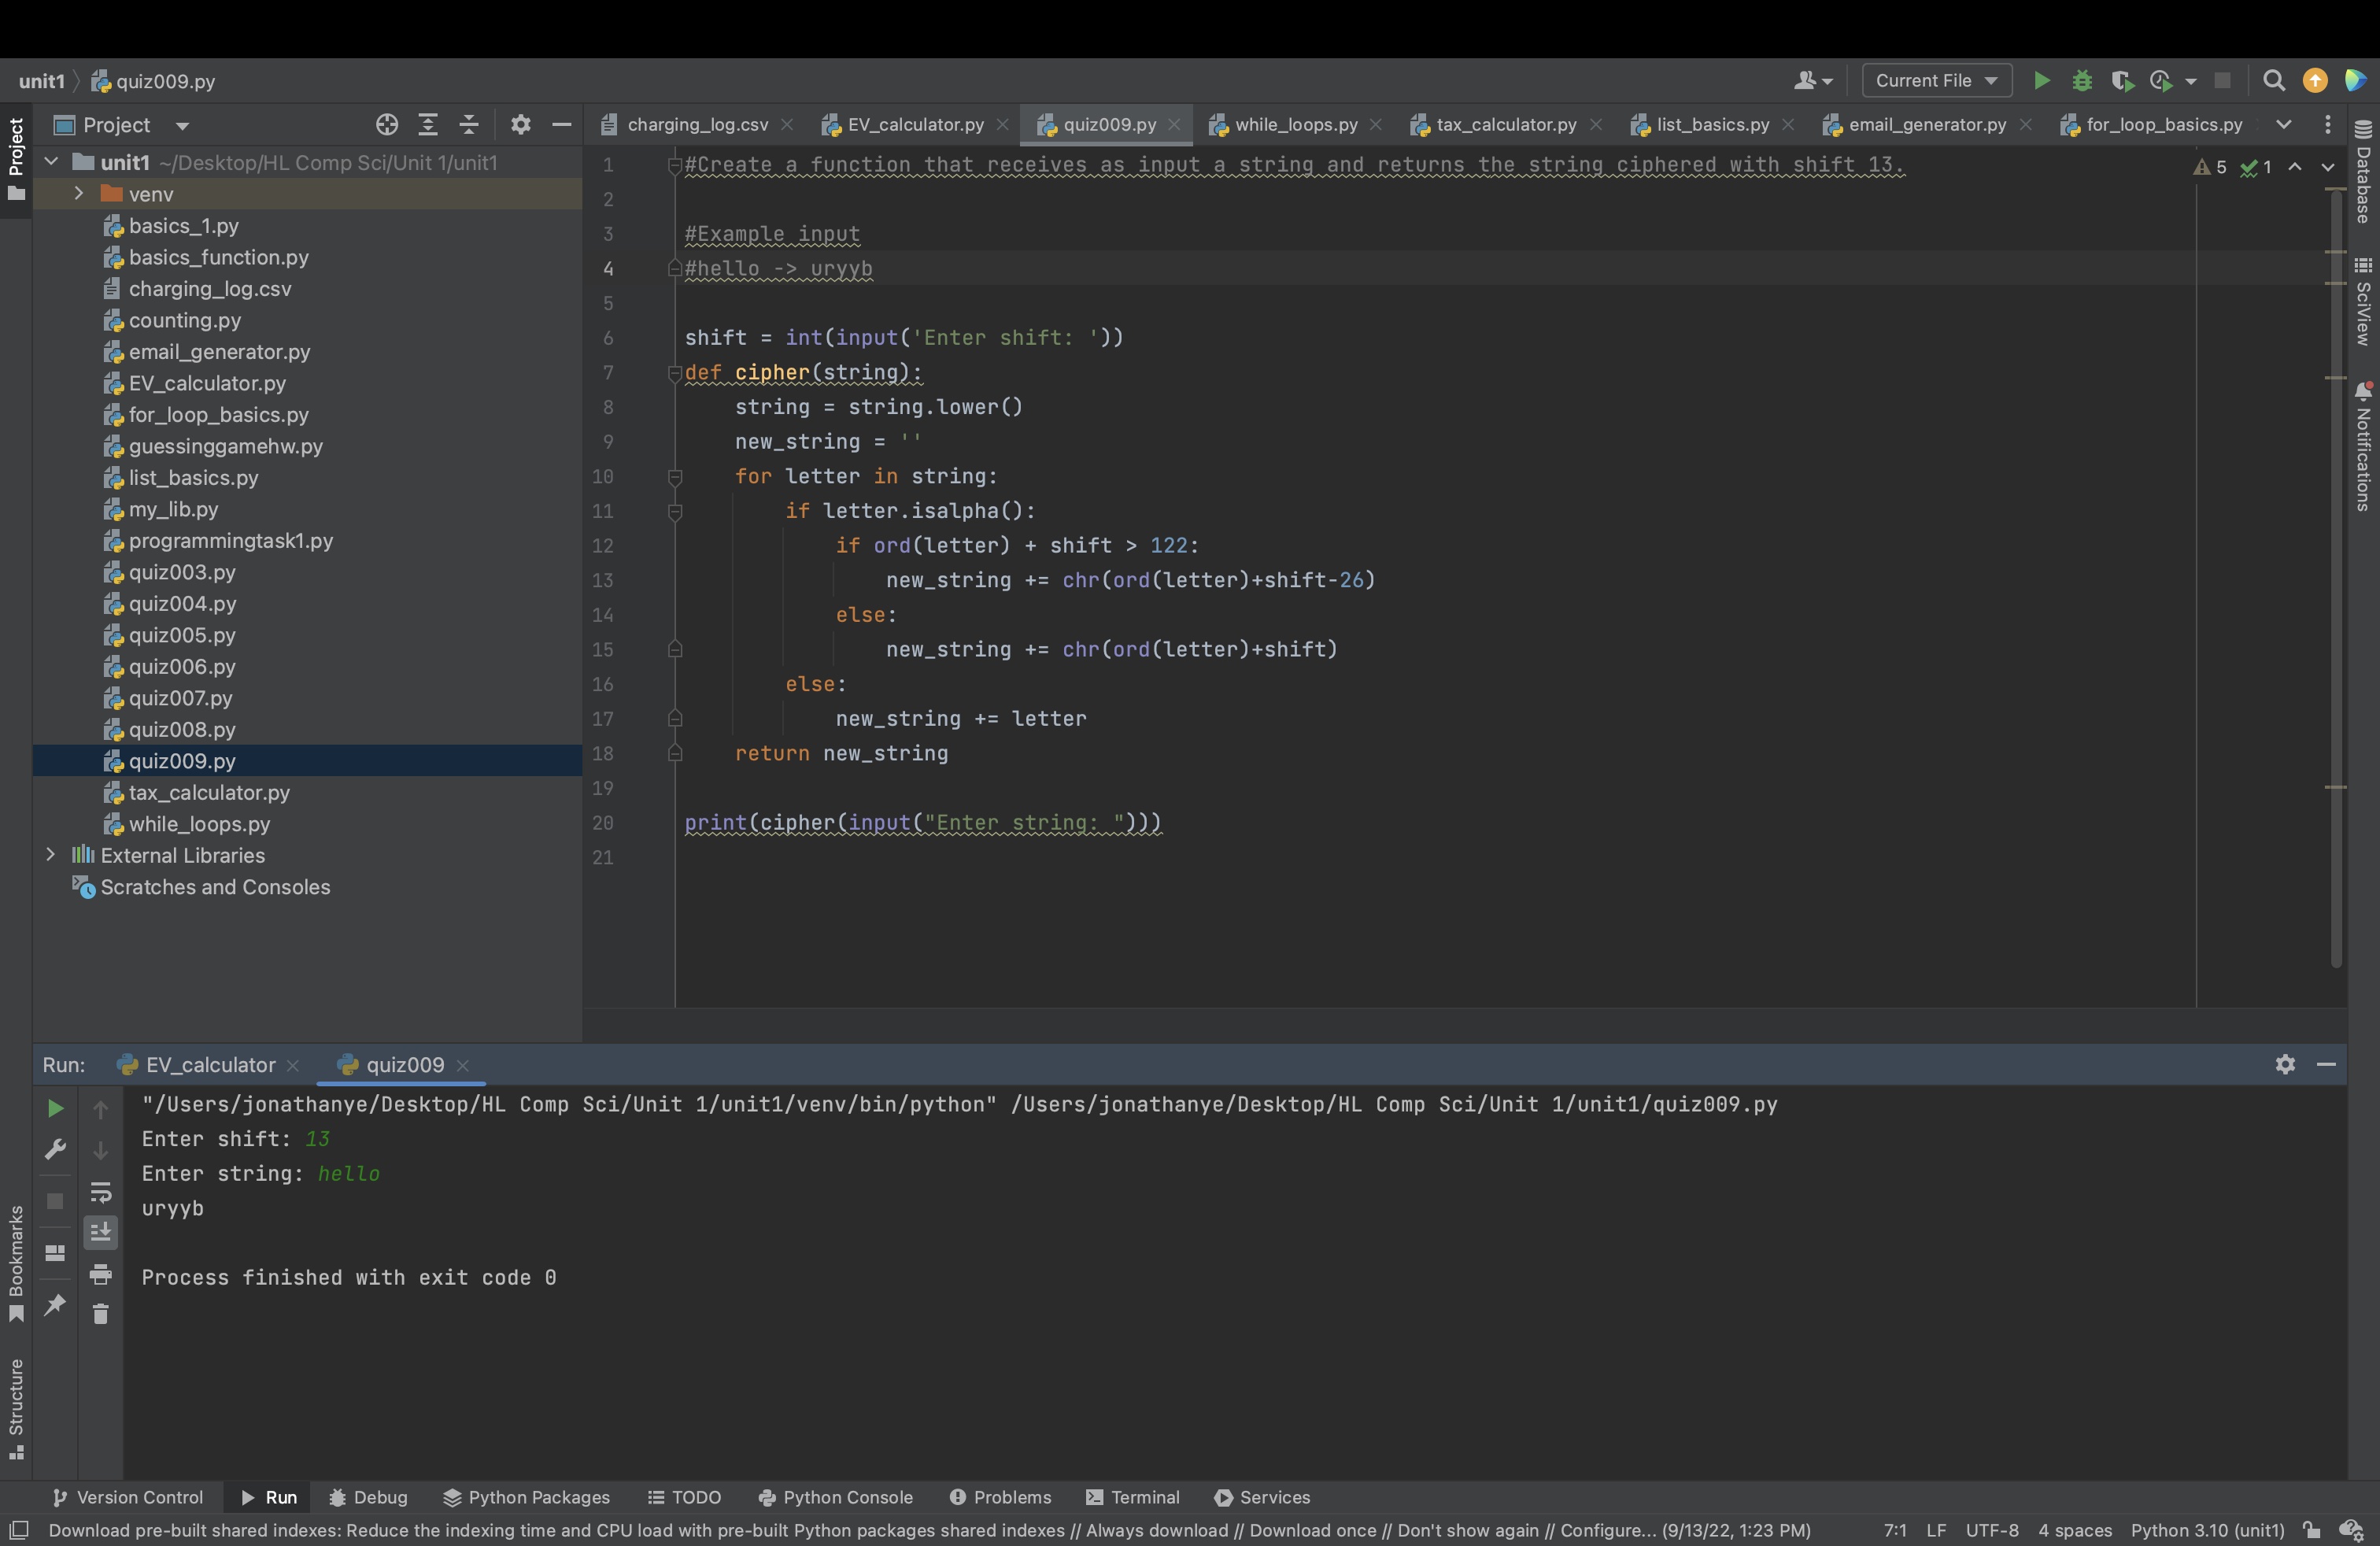 unit1 quiz009.py Current File
Project charging_log.csv EV_calculator.py quiz009.py while_loops.py tax_calculator.py list_basics.py email_generator.py for_loop_basics.py
Project
unit1 ~/Desktop/HL Comp Sci/Unit 1/unit1
venv
basics_1.py
basics_function.py
charging_log.csv
counting.py
email_generator.py
EV_calculator.py
for_loop_basics.py
guessinggamehw.py
list_basics.py
my_lib.py
programmingtask1.py
quiz003.py
quiz004.py
quiz005.py
quiz006.py
quiz007.py
quiz008.py
quiz009.py
tax_calculator.py
while_loops.py
External Libraries
Scratches and Consoles
1 #Create a function that receives as input a string and returns the string ciphered with shift 13.
2
3 #Example input
4 #hello -> uryyb
5
6 shift = int(input('Enter shift: '))
7 def cipher(string):
8     string = string.lower()
9     new_string = ''
10     for letter in string:
11         if letter.isalpha():
12             if ord(letter) + shift > 122:
13                 new_string += chr(ord(letter)+shift-26)
14             else:
15                 new_string += chr(ord(letter)+shift)
16         else:
17             new_string += letter
18     return new_string
19
20 print(cipher(input("Enter string: ")))
21
5 1
Database
SciView
Notifications
Run: EV_calculator quiz009
"/Users/jonathanye/Desktop/HL Comp Sci/Unit 1/unit1/venv/bin/python" /Users/jonathanye/Desktop/HL Comp Sci/Unit 1/unit1/quiz009.py
Enter shift: 13
Enter string: hello
uryyb
Process finished with exit code 0
Bookmarks
Structure
Version Control Run Debug Python Packages TODO Python Console Problems Terminal Services
Download pre-built shared indexes: Reduce the indexing time and CPU load with pre-built Python packages shared indexes // Always download // Download once // Don't show again // Configure... (9/13/22, 1:23 PM) 7:1 LF UTF-8 4 spaces Python 3.10 (unit1)